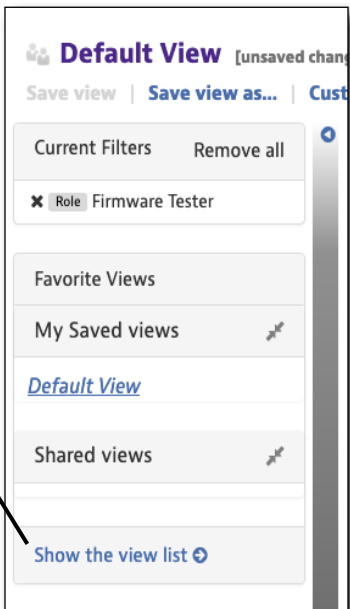 Default View [unsaved chan
Save view | Save view as... | Cust
Current Filters Remove all
Role Firmware Tester
Favorite Views
My Saved views
Default View
Shared views
Show the view list